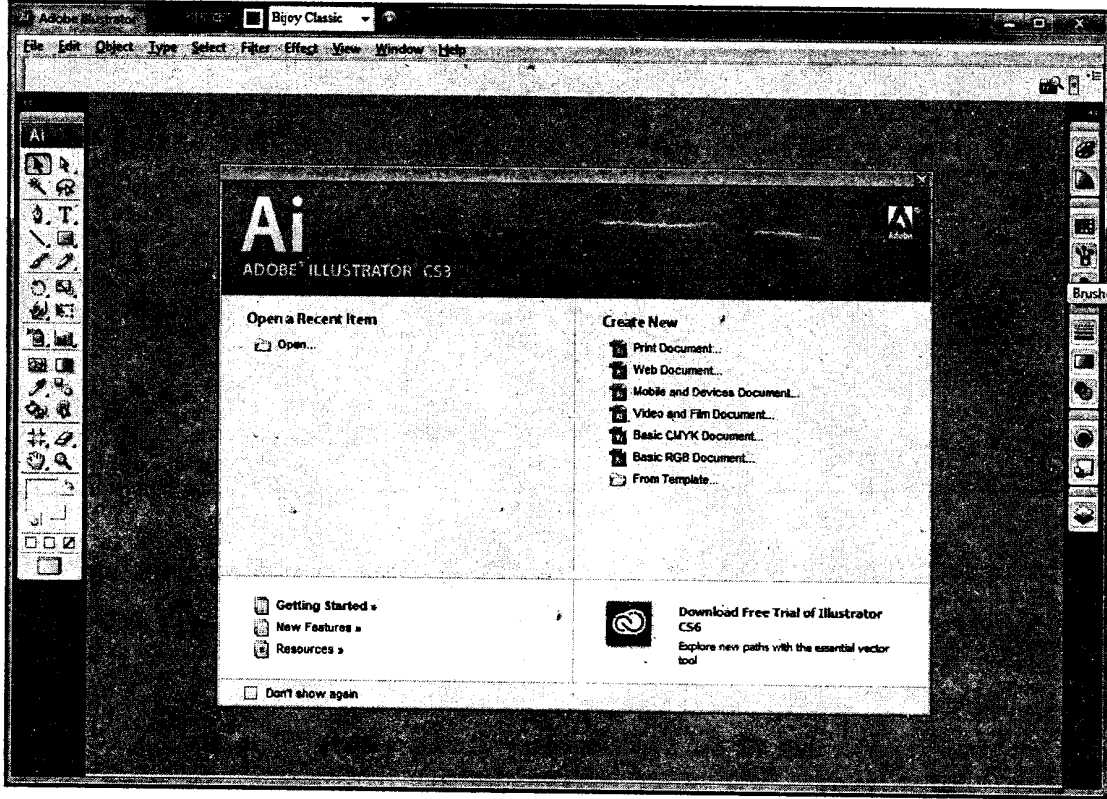 Adobe Illustrator
Bijoy Classic
File Edit Object Type Select Filter Effect View Window Help
Ai
Ai
Adobe
ADOBE® ILLUSTRATOR® CS3
Open a Recent Item
Open...
Create New
Print Document...
Web Document...
Mobile and Devices Document...
Video and Film Document...
Basic CMYK Document...
Basic RGB Document...
From Template...
Brush
Getting Started »
New Features »
Resources »
Download Free Trial of Illustrator
CS6
Explore new paths with the essential vector
tool
Don't show again
T